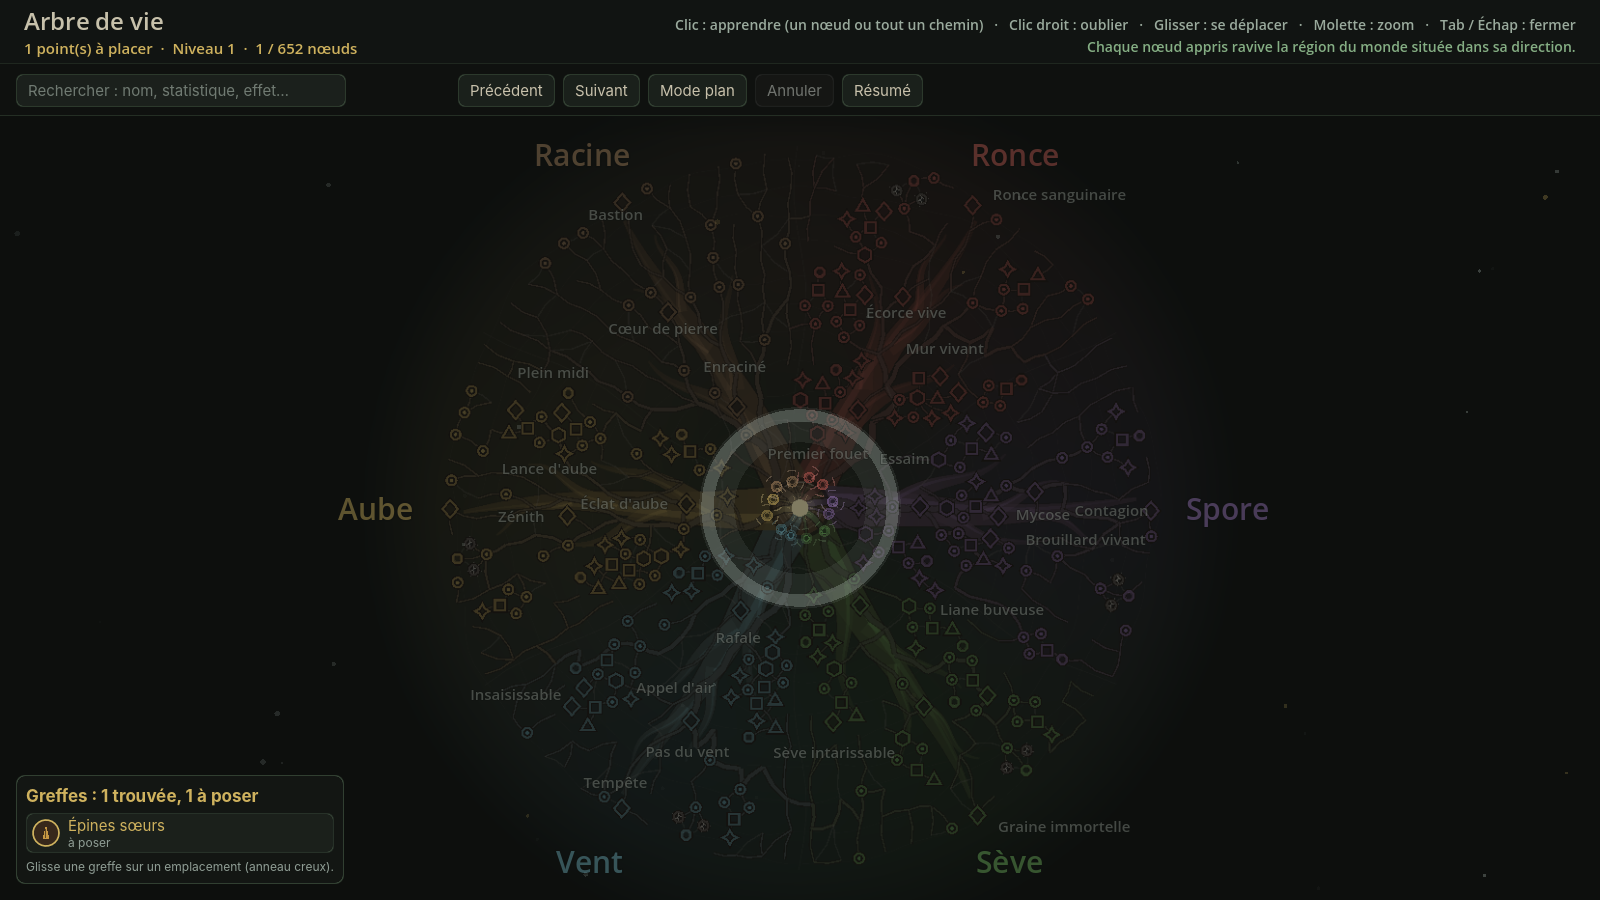 Arbre de vie
1 point(s) à placer · Niveau 1 · 1 / 652 nœuds
Clic : apprendre (un nœud ou tout un chemin) · Clic droit : oublier · Glisser : se déplacer · Molette : zoom · Tab / Échap : fermer
Chaque nœud appris ravive la région du monde située dans sa direction.
Rechercher : nom, statistique, effet...
Précédent
Suivant
Mode plan
Annuler
Résumé
Racine
Ronce
Ronce sanguinaire
Bastion
Écorce vive
Cœur de pierre
Mur vivant
Enraciné
Plein midi
Premier fouet
Essaim
Lance d'aube
Éclat d'aube
Aube
Zénith
Mycose
Contagion
Spore
Brouillard vivant
Liane buveuse
Rafale
Insaisissable
Appel d'air
Pas du vent
Sève intarissable
Tempête
Graine immortelle
Vent
Sève
Greffes : 1 trouvée, 1 à poser
Épines sœurs
à poser
Glisse une greffe sur un emplacement (anneau creux).